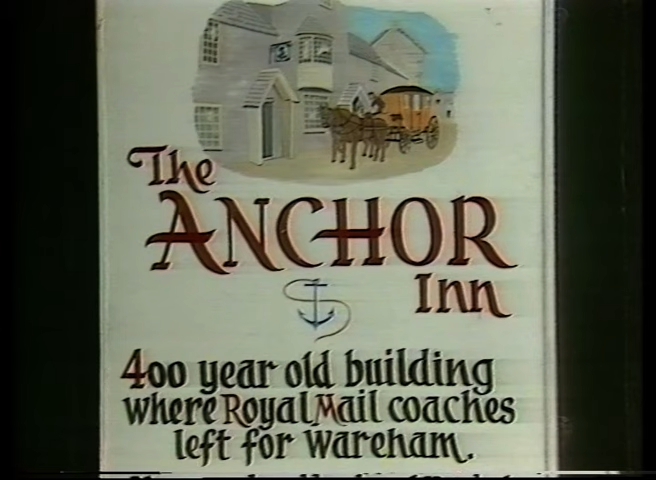 The
ANCHOR
Inn
400 year old building
where Royal Mail coaches
left for Wareham.